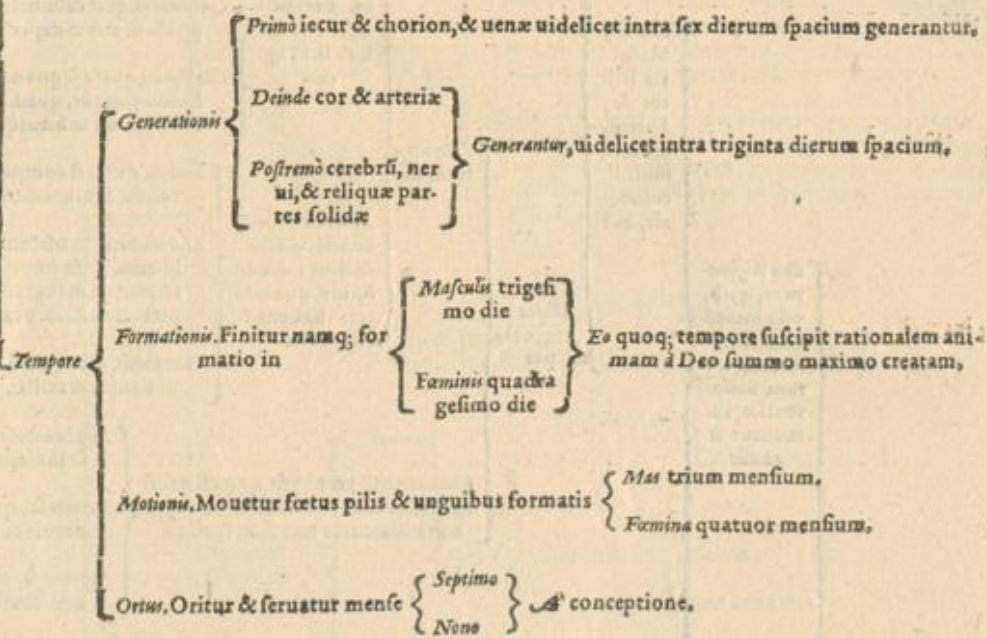 Primò iecur & chorion, & uenæ uidelicet intra ſex dierum ſpacium generantur.
Deinde cor & arteriæ
Generationis
Generantur, uidelicet intra triginta dierum ſpacium.
Poſtremò cerebrũ, ner
ui, & reliquæ par-
tes ſolidæ
Maſculis trigeſi
mo die
Tempore
Formationis. Finitur namq; for
matio in
Eo quoq; tempore ſuſcipit rationalem ani-
mam à Deo ſummo maximo creatam,
Fœminis quadra
geſimo die
Motionis. Mouetur fœtus pilis & unguibus formatis
Mas trium menſium.
Fœmina quatuor menſium.
Ortus. Oritur & ſeruatur menſe
Septimo
A conceptione.
Nono